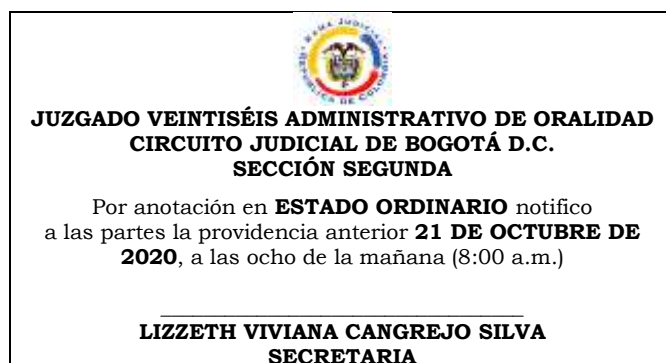 JUZGADO VEINTISÉIS ADMINISTRATIVO DE ORALIDAD
CIRCUITO JUDICIAL DE BOGOTÁ D.C.
SECCIÓN SEGUNDA
Por anotación en ESTADO ORDINARIO notifico
a las partes la providencia anterior 21 DE OCTUBRE DE
2020, a las ocho de la mañana (8:00 a.m.)
LIZZETH VIVIANA CANGREJO SILVA
SECRETARIA